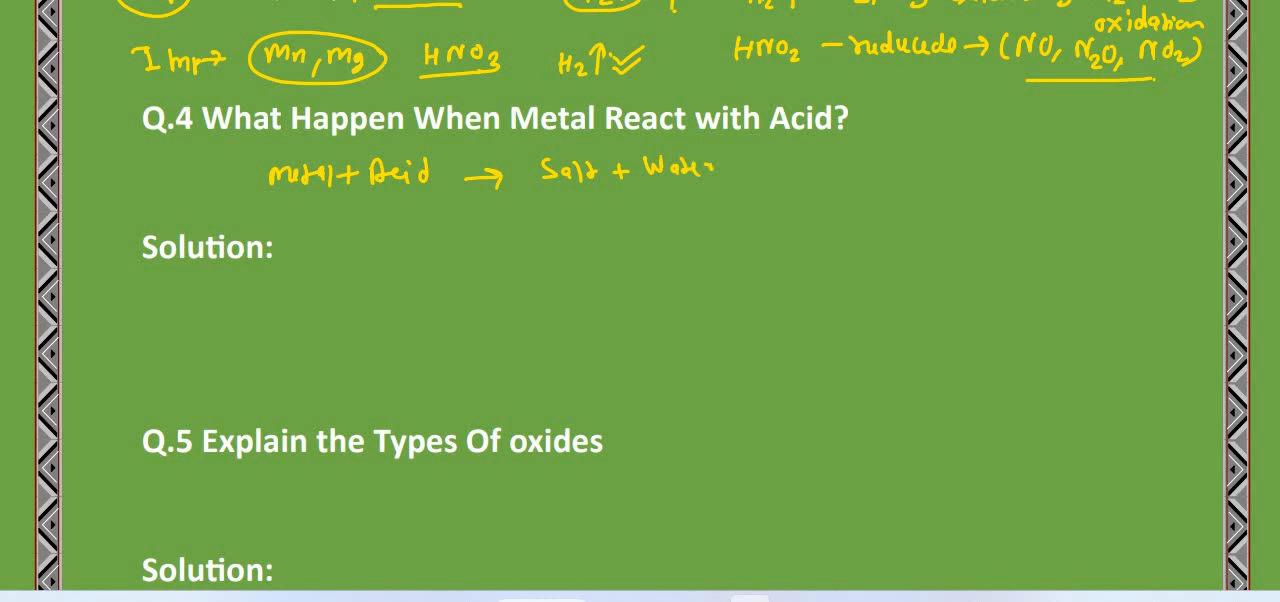 oxidation
Imp→ Mn, Mg HNO3 H2↑ HNO2 — reduced → (NO, N2O, NO2)
Q.4 What Happen When Metal React with Acid?
Metal + Acid → Salt + Water
Solution:
Q.5 Explain the Types Of oxides
Solution: